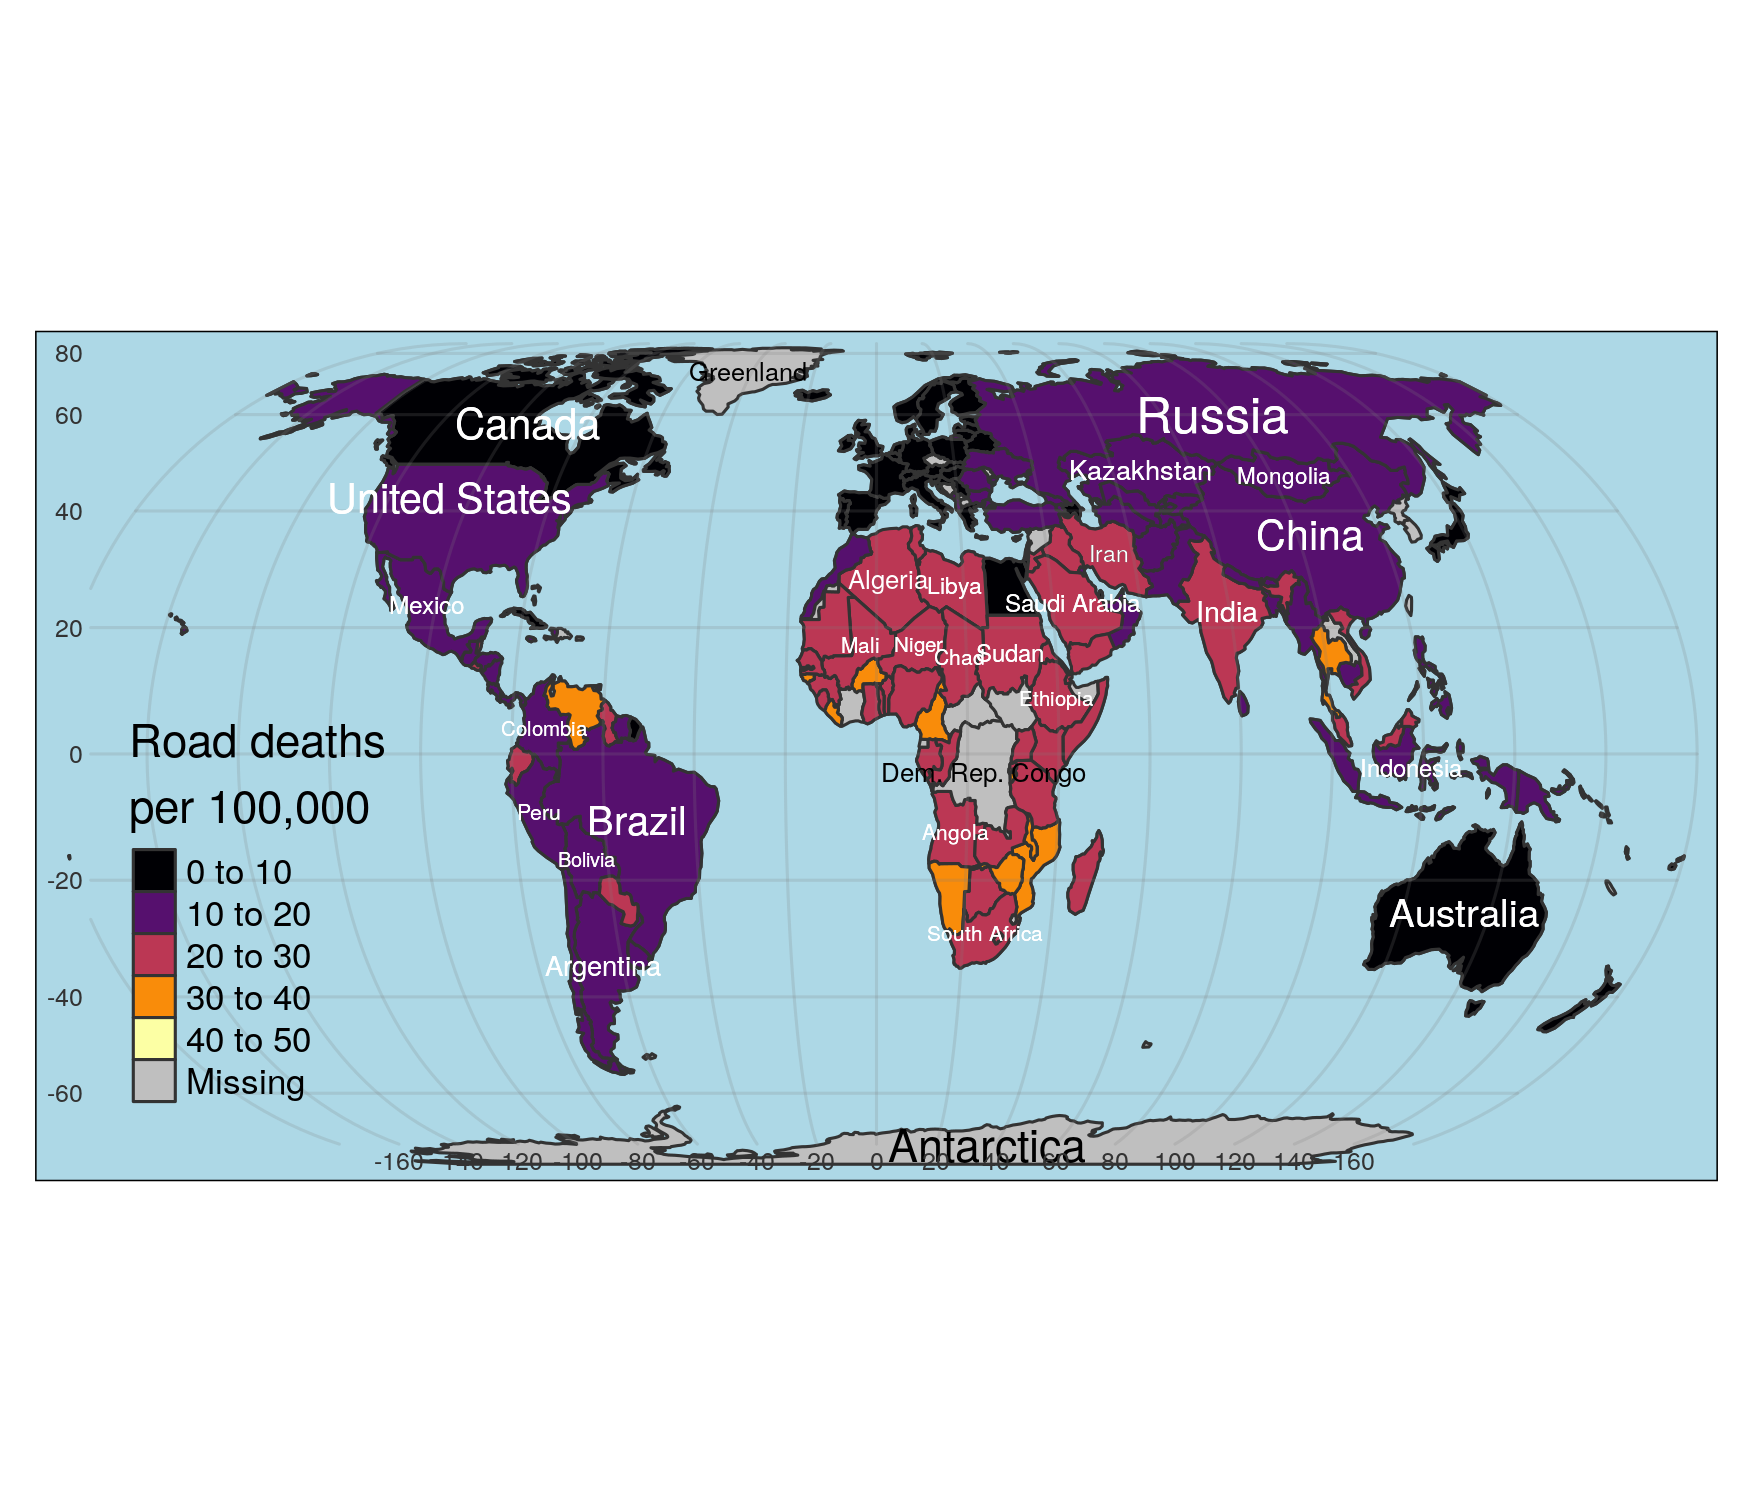 80
60
40
20
0
-20
-40
-60
Greenland
Canada
Russia
United States
Kazakhstan
Mongolia
China
Iran
Algeria
Libya
Saudi Arabia
Mexico
India
Mali
Niger
Chad
Sudan
Ethiopia
Colombia
Dem. Rep. Congo
Indonesia
Peru
Brazil
Angola
Bolivia
Australia
South Africa
Argentina
Antarctica
Road deaths
per 100,000
0 to 10
10 to 20
20 to 30
30 to 40
40 to 50
Missing
-160 -140 -120 -100 -80 -60 -40 -20 0 20 40 60 80 100 120 140 160